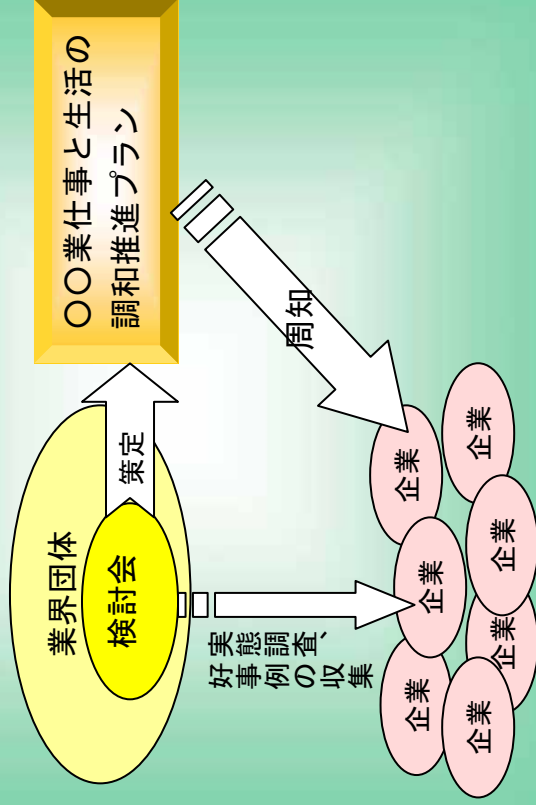 業界団体
検討会
策定
〇〇業仕事と生活の
調和推進プラン
実態調査、
好事例の収集
周知
企業
企業
企業
企業
企業
企業
企業